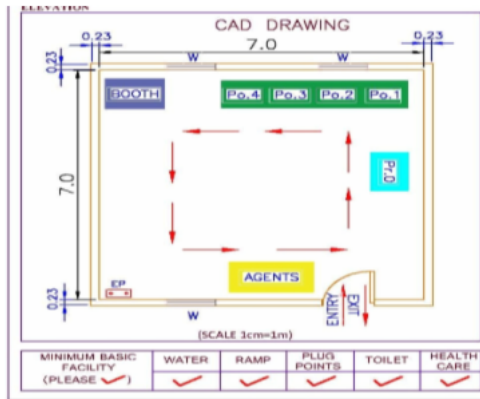 ELEVATION
CAD DRAWING
0.23 7.0 0.23
0.23
W W
BOOTH Po.4 Po.3 Po.2 Po.1
7.0
Pr.O
EP
AGENTS
0.23
W
ENTRY EXIT
(SCALE 1cm=1m)
MINIMUM BASIC FACILITY (PLEASE ✓) WATER RAMP PLUG POINTS TOILET HEALTH CARE
✓ ✓ ✓ ✓ ✓